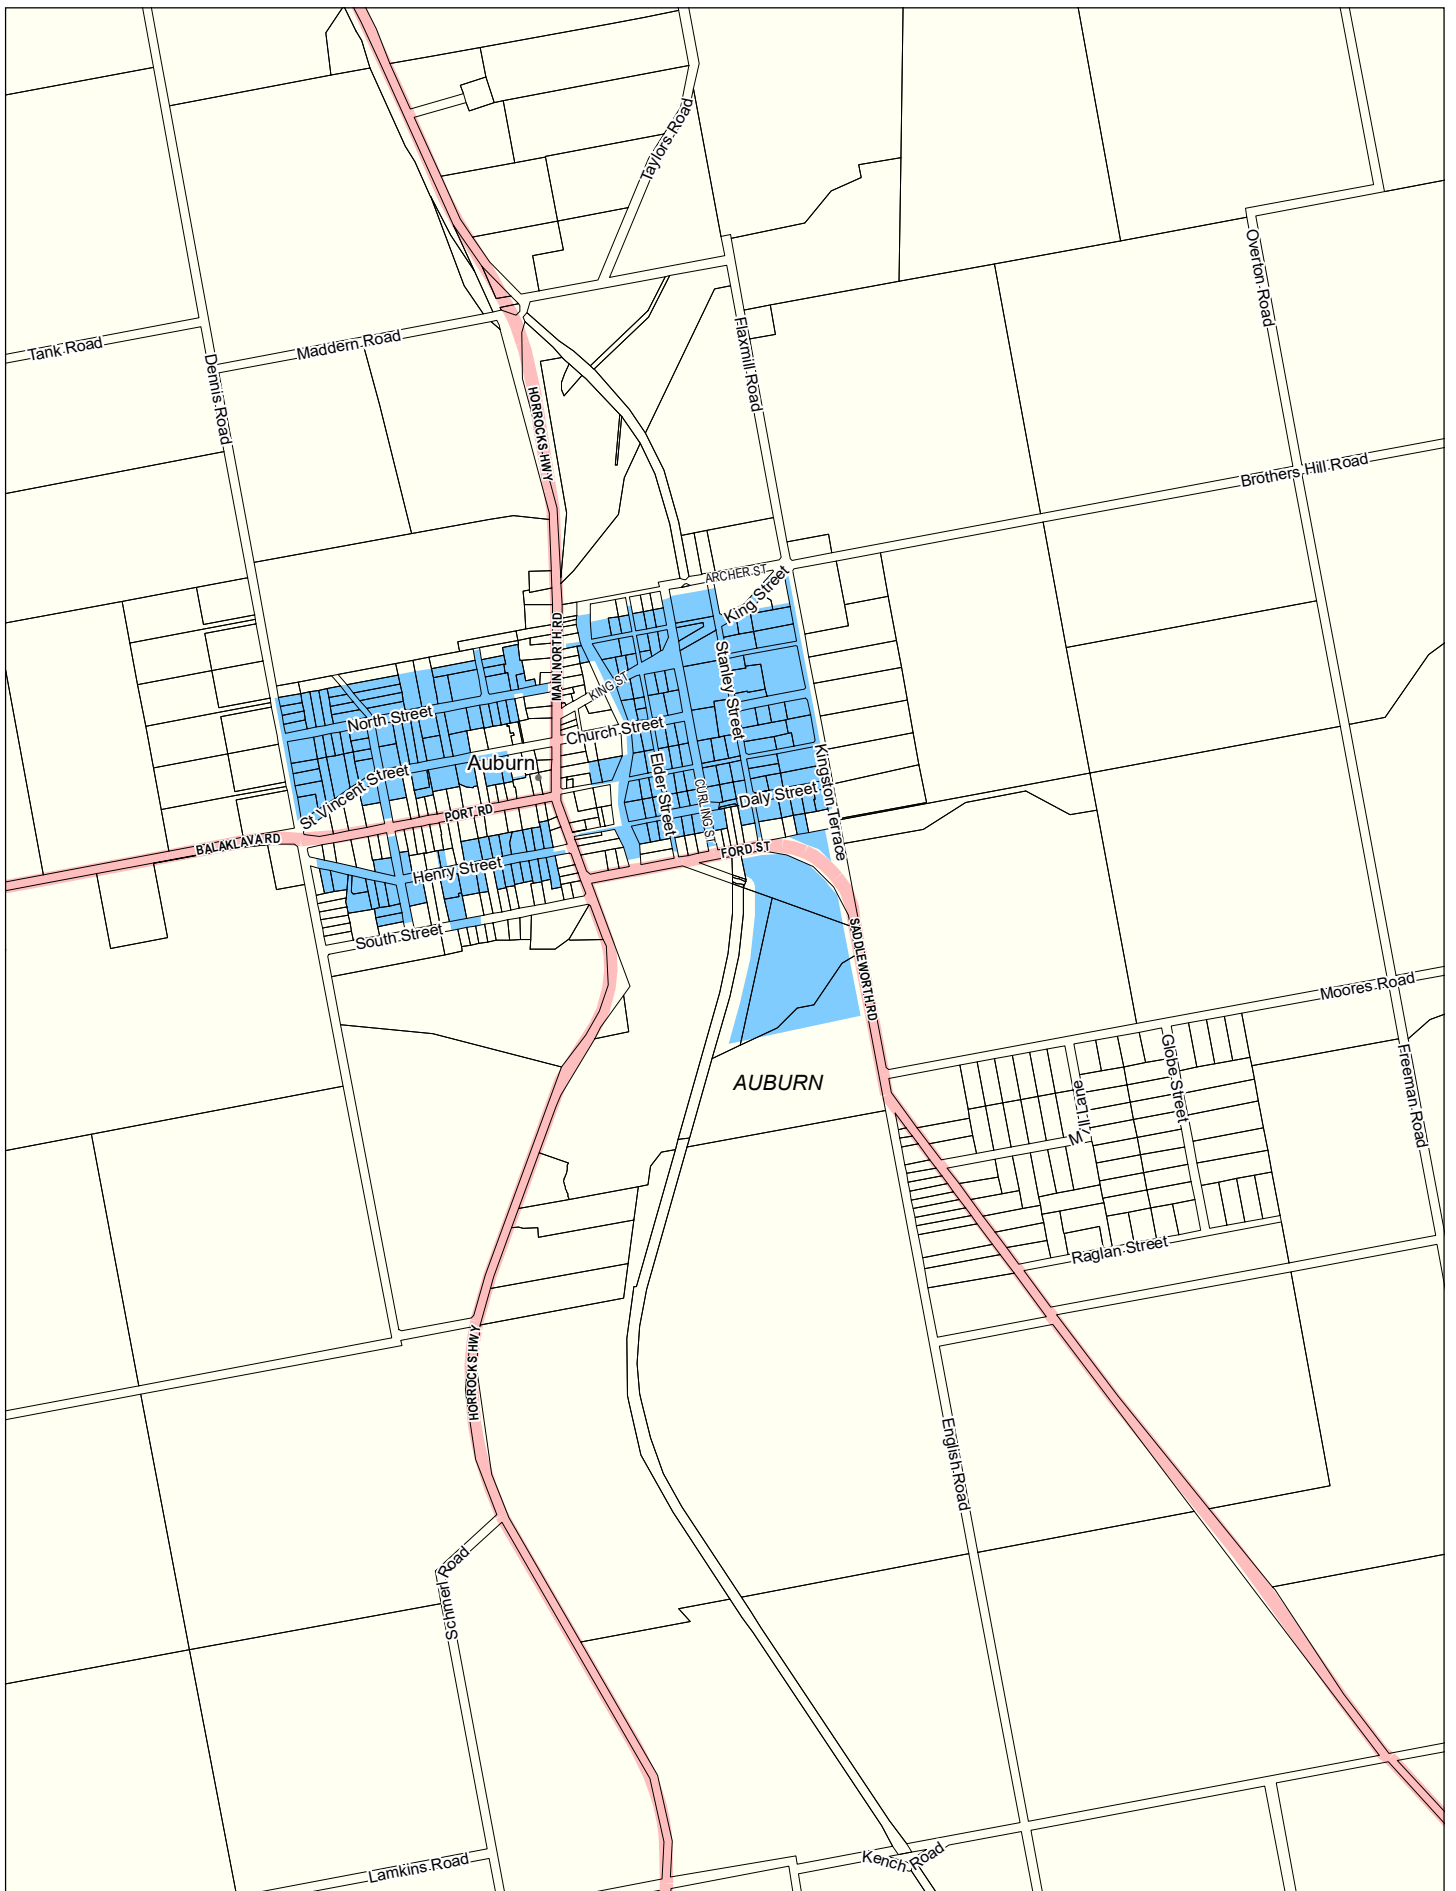 Taylors Road
Overton Road
Tank Road
Maddern Road
Dennis Road
Flaxmill Road
HORROCKS HWY
Brothers Hill Road
ARCHER ST
King Street
MAIN NORTH RD
Stanley Street
KING ST
North Street
Church Street
Auburn
St Vincent Street
Elder Street
CURLING ST
Daly Street
Kingston Terrace
PORT RD
BALAKLAVA RD
FORD ST
Henry Street
South Street
SADDLEWORTH RD
Moores Road
Globe Street
Freeman Road
AUBURN
Mill Lane
Raglan Street
HORROCKS HWY
English Road
Schmerl Road
Lamkins Road
Kench Road